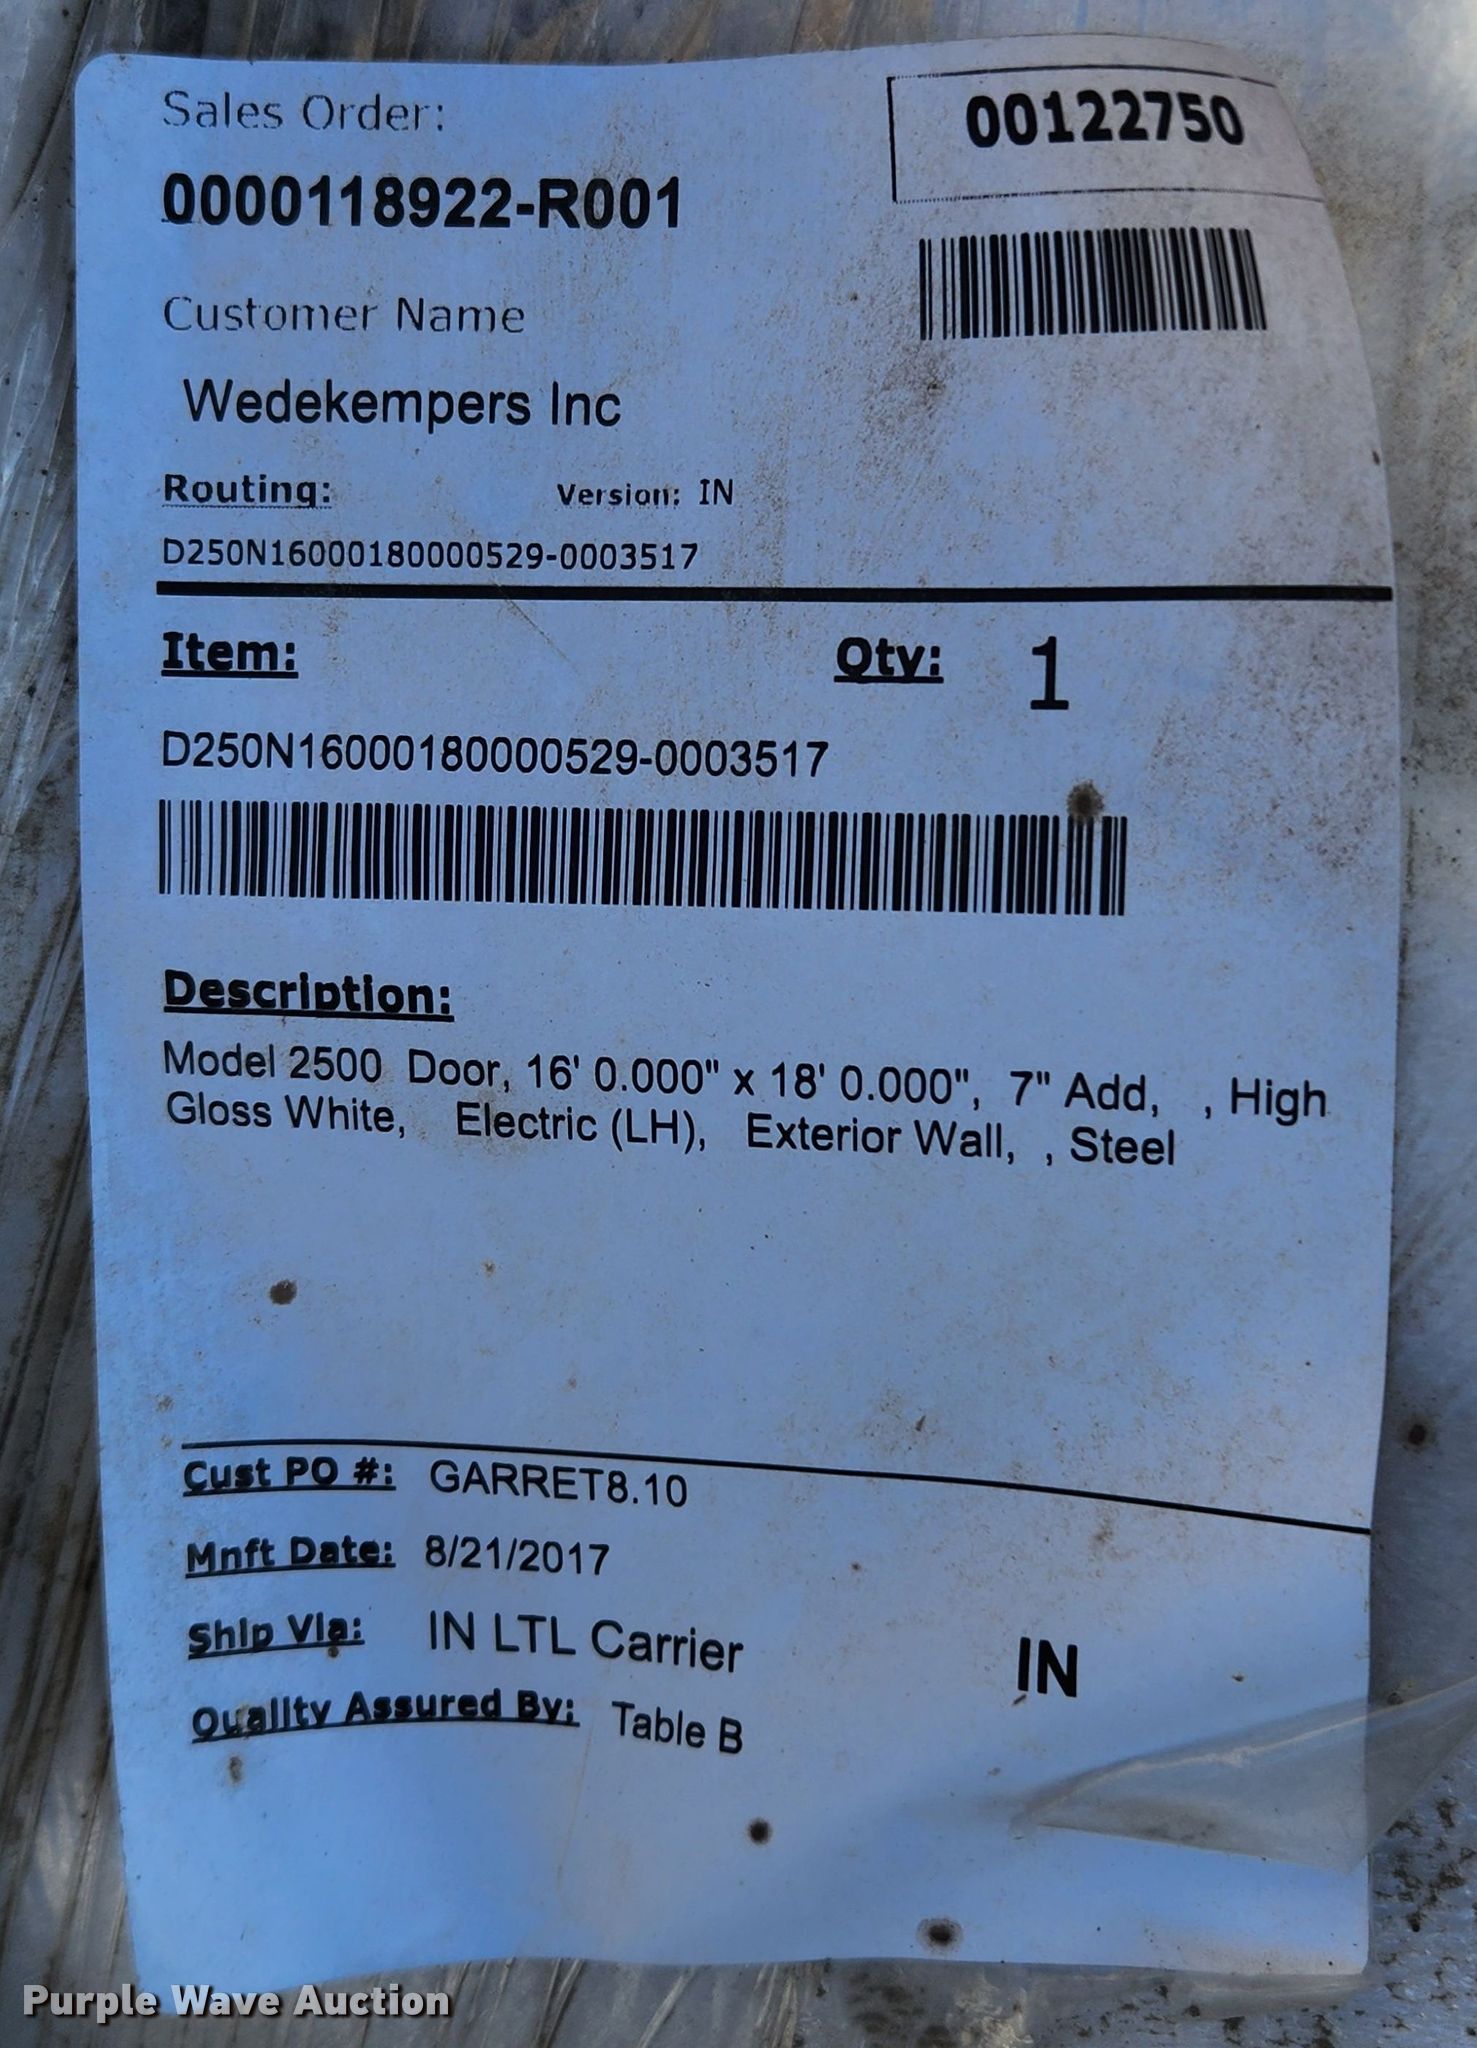 Sales Order:
00122750
0000118922-R001
Customer Name
Wedekempers Inc
Routing: Version: IN
D250N16000180000529-0003517
Item: Qty: 1
D250N16000180000529-0003517
Description:
Model 2500 Door, 16' 0.000" x 18' 0.000", 7" Add, , High
Gloss White, Electric (LH), Exterior Wall, , Steel
Cust PO #: GARRET8.10
Mnft Date: 8/21/2017
Ship Via: IN LTL Carrier IN
Quality Assured By: Table B
Purple Wave Auction